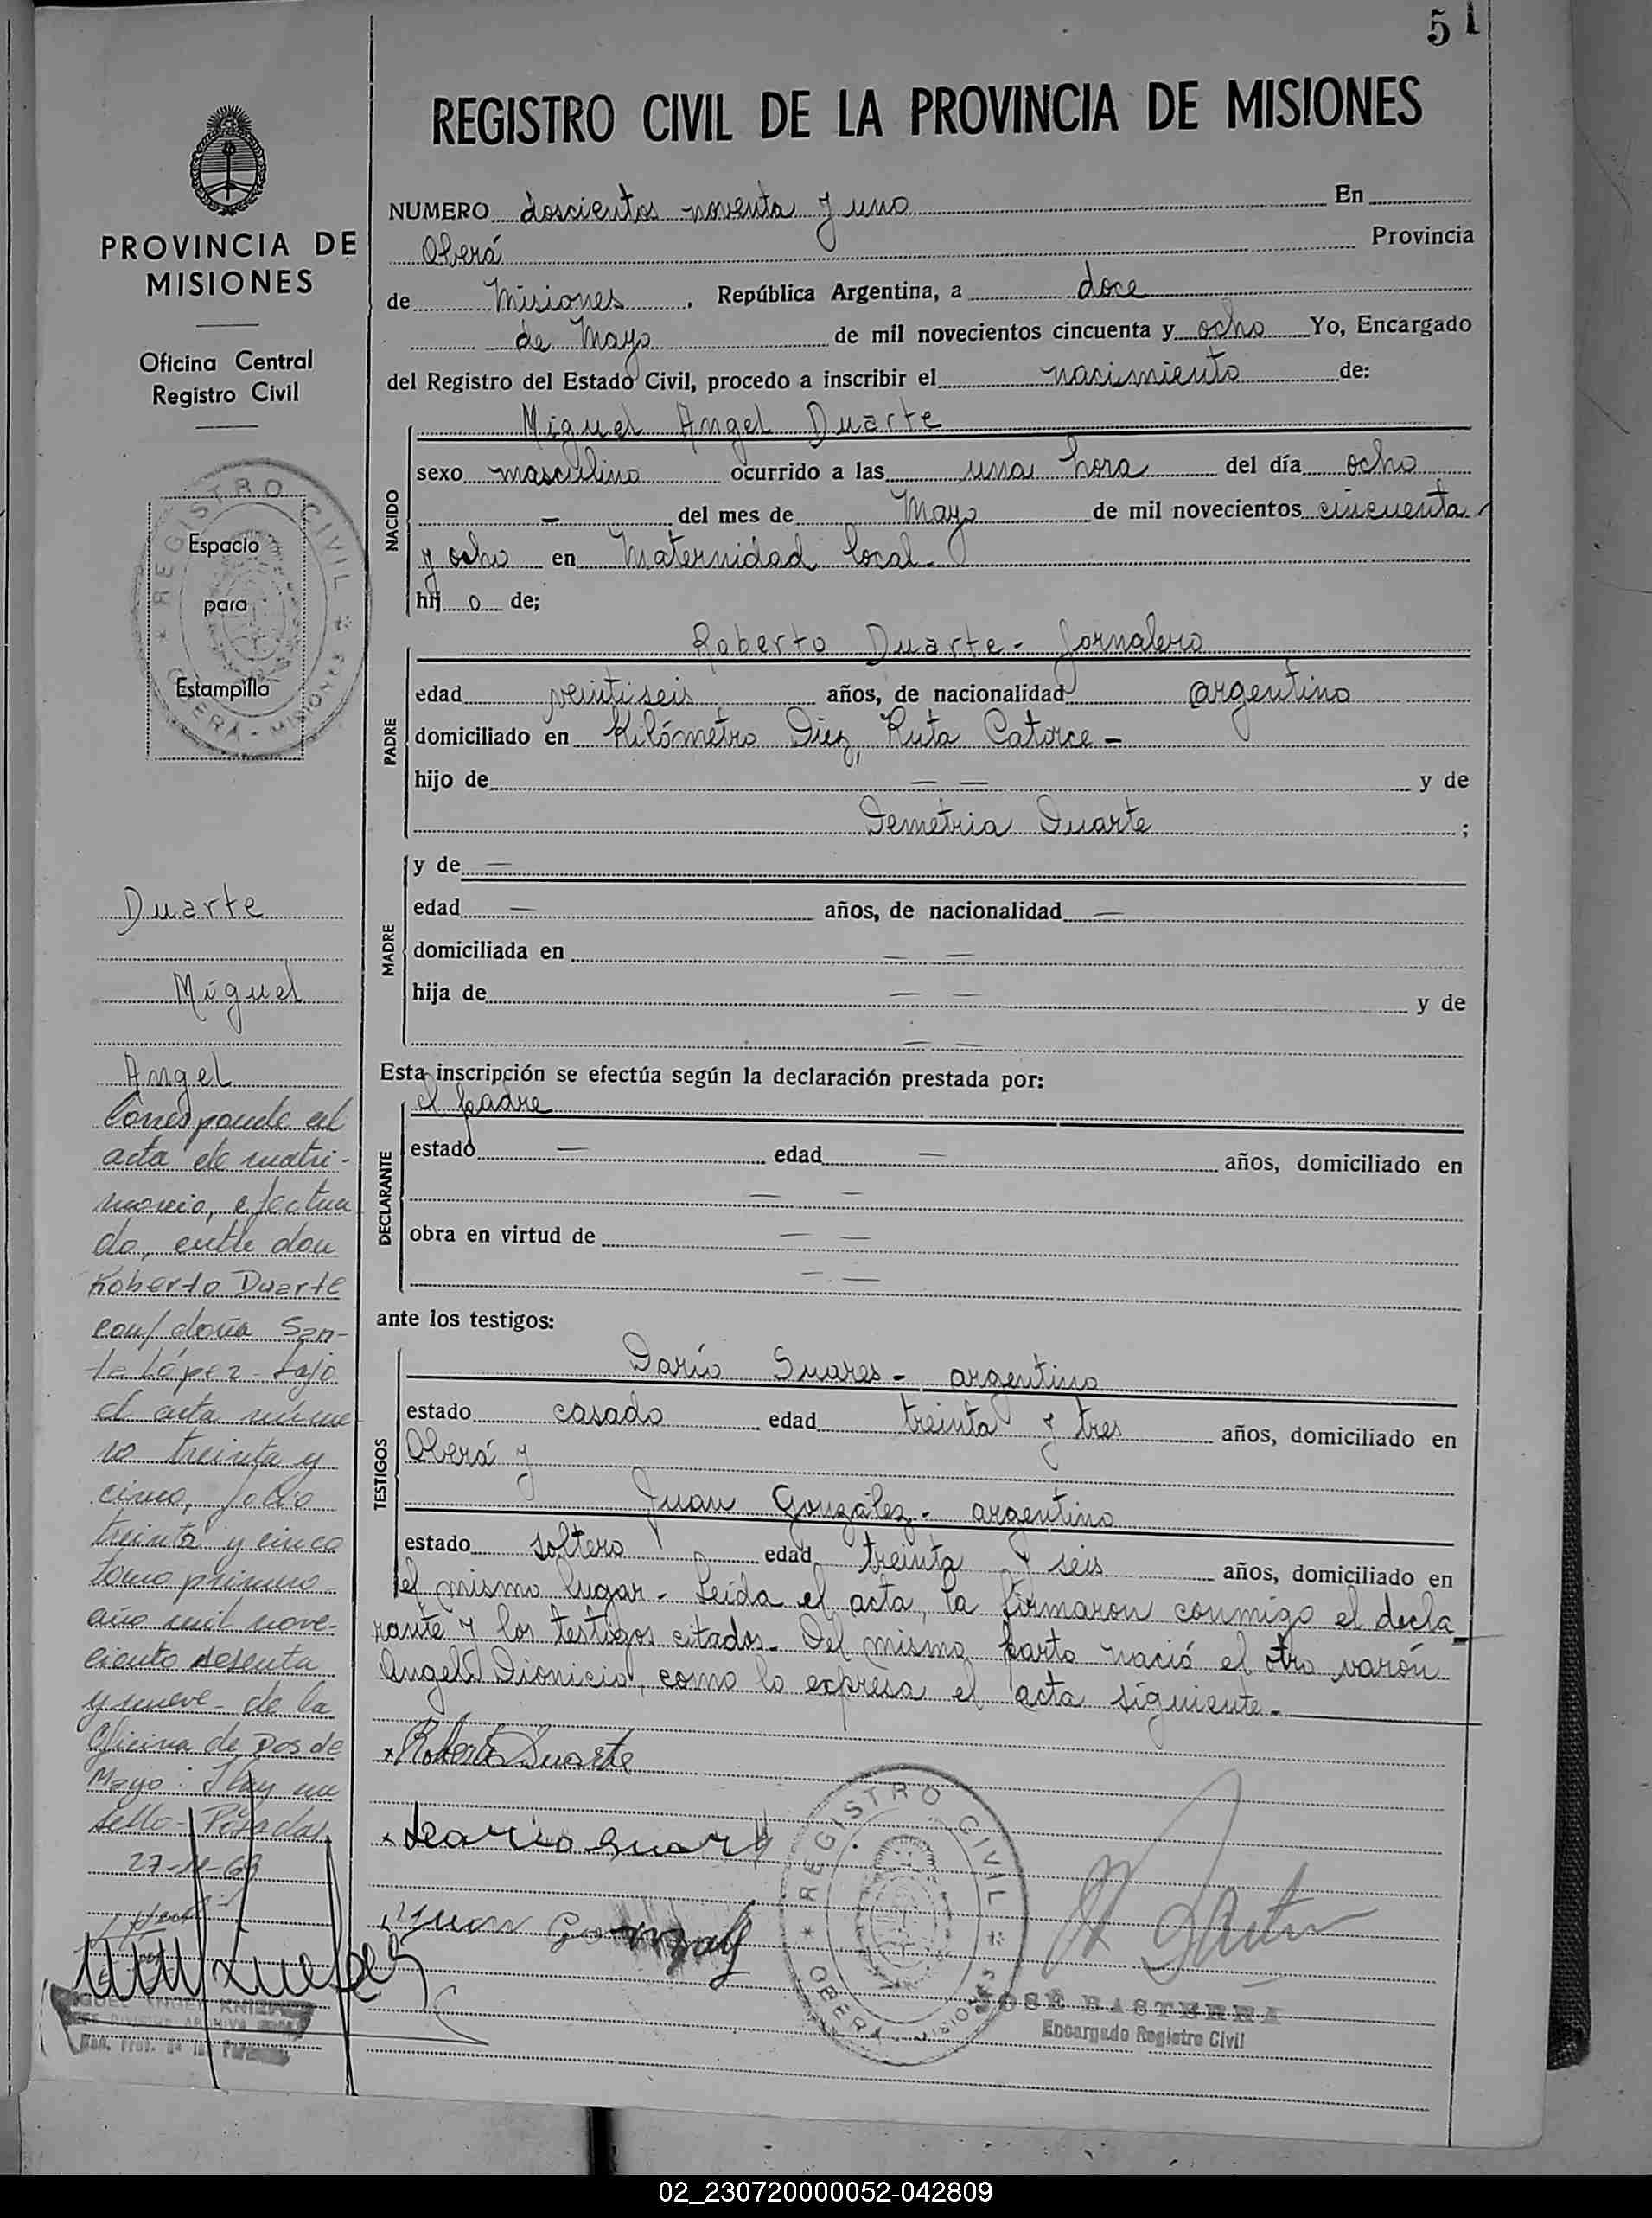 51
REGISTRO CIVIL DE LA PROVINCIA DE MISIONES
PROVINCIA DE
MISIONES
Oficina Central
Registro Civil
REGISTRO CIVIL
Espacio
para
Estampilla
OBERÁ - MISIONES
NUMERO doscientos noventa y uno En
Oberá Provincia
de Misiones, República Argentina, a doce
de Mayo de mil novecientos cincuenta y ocho Yo, Encargado
del Registro del Estado Civil, procedo a inscribir el nacimiento de:
NACIDO
Miguel Angel Duarte
sexo masculino ocurrido a las una hora del día ocho
— del mes de Mayo de mil novecientos cincuenta
y ocho en Maternidad local-
hij o de;
PADRE
Roberto Duarte - Jornalero
edad veintiseis años, de nacionalidad argentino
domiciliado en Kilómetro Diez, Ruta Catorce -
hijo de — — y de
Demetria Duarte ;
MADRE
y de —
edad — años, de nacionalidad —
domiciliada en — —
hija de — — y de
— —
Esta inscripción se efectúa según la declaración prestada por:
DECLARANTE
el padre
estado — edad — años, domiciliado en
— —
obra en virtud de — —
— —
ante los testigos:
TESTIGOS
Darío Suares - argentino
estado casado edad treinta y tres años, domiciliado en
Oberá y
Juan González - argentino
estado soltero edad treinta y seis años, domiciliado en
el mismo lugar - Leída el acta, la firmaron conmigo el decla
rante y los testigos citados - Del mismo parto nació el otro varón
Angel Dionicio, como lo expresa el acta siguiente -
Roberto Duarte
Juan
REGISTRO CIVIL
OBERÁ - MISIONES
JOSÉ BASTERRA
Encargado Registro Civil
Duarte
Miguel
Angel
Corresponde al
acta de matri-
monio, efectua
do, entre don
Roberto Duarte
con/ doña San-
ta López - bajo
el acta núme
ro treinta y
cinco, folio
treinta y cinco
tomo primero
año mil nove-
ciento sesenta
y nueve - de la
Oficina de Dos de
Mayo : Hay un
sello - Posadas
02_230720000052-042809